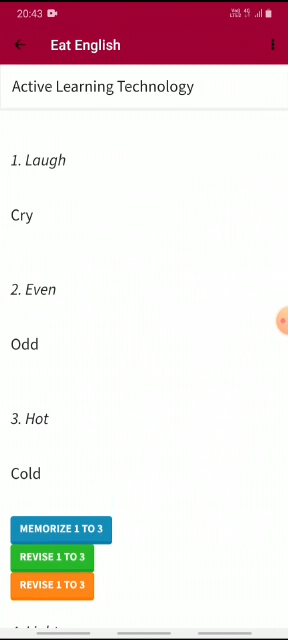 20:43
Eat English
Active Learning Technology
1. Laugh
Cry
2. Even
Odd
3. Hot
Cold
MEMORIZE 1 TO 3
REVISE 1 TO 3
REVISE 1 TO 3